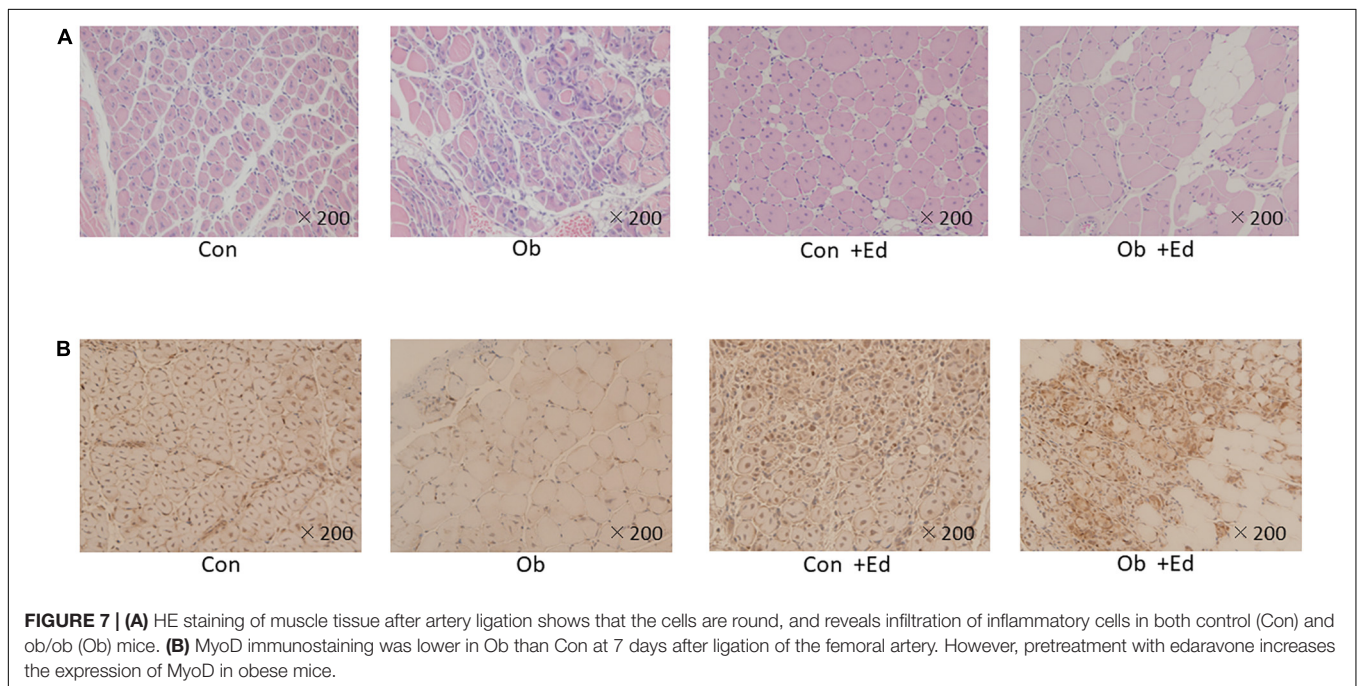 A
× 200
× 200
× 200
× 200
Con
Ob
Con +Ed
Ob +Ed
B
× 200
× 200
× 200
× 200
Con
Ob
Con +Ed
Ob +Ed
FIGURE 7 | (A) HE staining of muscle tissue after artery ligation shows that the cells are round, and reveals infiltration of inflammatory cells in both control (Con) and
ob/ob (Ob) mice. (B) MyoD immunostaining was lower in Ob than Con at 7 days after ligation of the femoral artery. However, pretreatment with edaravone increases
the expression of MyoD in obese mice.